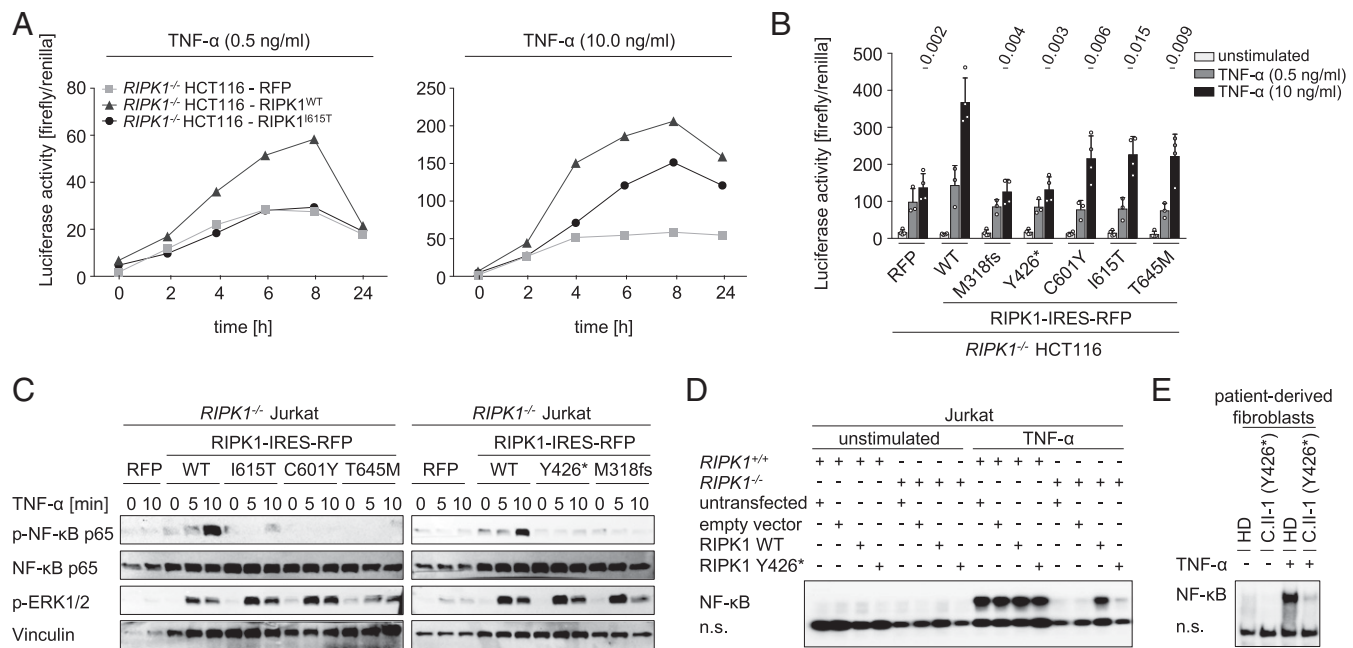 A
TNF-α (0.5 ng/ml)
TNF-α (10.0 ng/ml)
Luciferase activity [firefly/renilla]
RIPK1-/- HCT116 - RFP
RIPK1-/- HCT116 - RIPK1WT
RIPK1-/- HCT116 - RIPK1I615T
80
60
40
20
0
0 2 4 6 8 24
time [h]
250
200
150
100
50
0
0 2 4 6 8 24
time [h]
B
Luciferase activity [firefly/renilla]
500
400
300
200
100
0
0.002
0.004
0.003
0.006
0.015
0.009
unstimulated
TNF-α (0.5 ng/ml)
TNF-α (10 ng/ml)
RFP WT M318fs Y426* C601Y I615T T645M
RIPK1-IRES-RFP
RIPK1-/- HCT116
C
RIPK1-/- Jurkat
RIPK1-IRES-RFP
RFP WT I615T C601Y T645M
TNF-α [min] 0 10 0 5 10 0 5 10 0 5 10 0 5 10
RIPK1-/- Jurkat
RIPK1-IRES-RFP
RFP WT Y426* M318fs
0 10 0 5 10 0 5 10 0 5 10
p-NF-κB p65
NF-κB p65
p-ERK1/2
Vinculin
D
Jurkat
unstimulated TNF-α
RIPK1+/+ + + + + - - - - + + + + - - - -
RIPK1-/- - - - - + + + + - - - - + + + +
untransfected + - - - + - - - + - - - + - - -
empty vector - + - - - + - - - + - - - + - -
RIPK1 WT - - + - - - + - - - + - - - + -
RIPK1 Y426* - - - + - - - + - - - + - - - +
NF-κB
n.s.
E
patient-derived
fibroblasts
HD
C.II-1 (Y426*)
HD
C.II-1 (Y426*)
TNF-α - - + +
NF-κB
n.s.